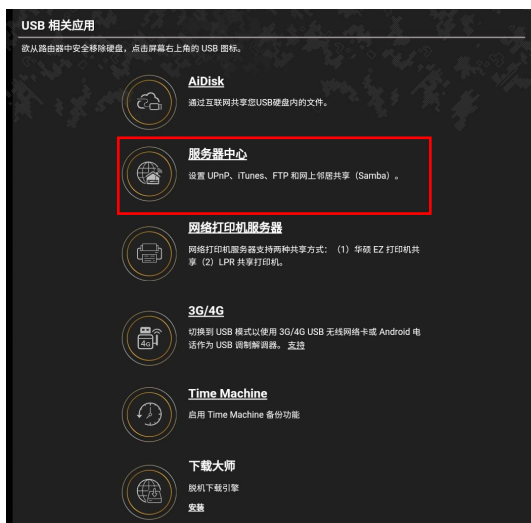 USB 相关应用
欲从路由器中安全移除硬盘，点击屏幕右上角的 USB 图标。
AiDisk
通过互联网共享您USB硬盘内的文件。
服务器中心
设置 UPnP、iTunes、FTP 和网上邻居共享（Samba）。
网络打印机服务器
网络打印机服务器支持两种共享方式：（1）华硕 EZ 打印机共
享（2）LPR 共享打印机。
3G/4G
4G
切换到 USB 模式以使用 3G/4G USB 无线网络卡或 Android 电
话作为 USB 调制解调器。 支持
Time Machine
启用 Time Machine 备份功能
下载大师
脱机下载引擎
安装